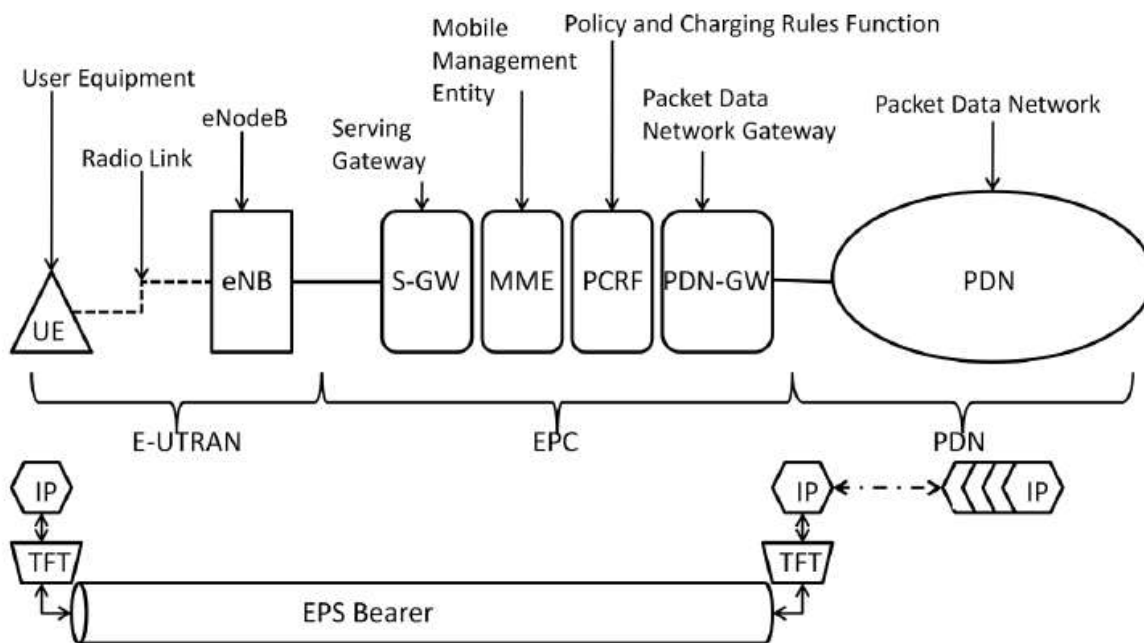 Policy and Charging Rules Function
Mobile
Management
Entity
User Equipment
Packet Data
Network Gateway
Packet Data Network
eNodeB
Serving
Gateway
Radio Link
UE
eNB
S-GW
MME
PCRF
PDN-GW
PDN
E-UTRAN
EPC
PDN
IP
IP
IP
TFT
TFT
EPS Bearer